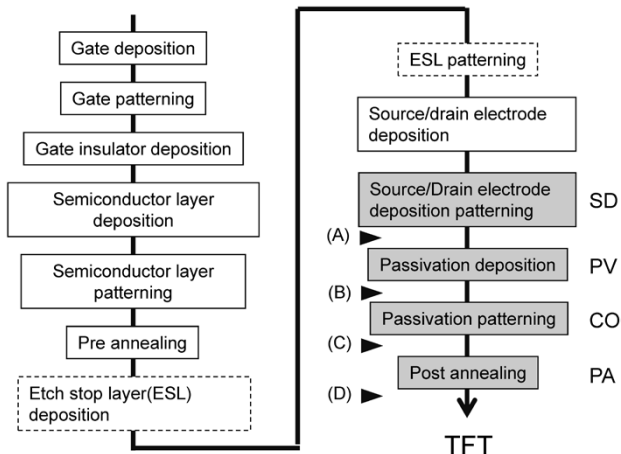 Gate deposition
Gate patterning
Gate insulator deposition
Semiconductor layer
deposition
Semiconductor layer
patterning
Pre annealing
Etch stop layer(ESL)
deposition
ESL patterning
Source/drain electrode
deposition
Source/Drain electrode
deposition patterning
SD
(A)
Passivation deposition
PV
(B)
Passivation patterning
CO
(C)
Post annealing
PA
(D)
TFT